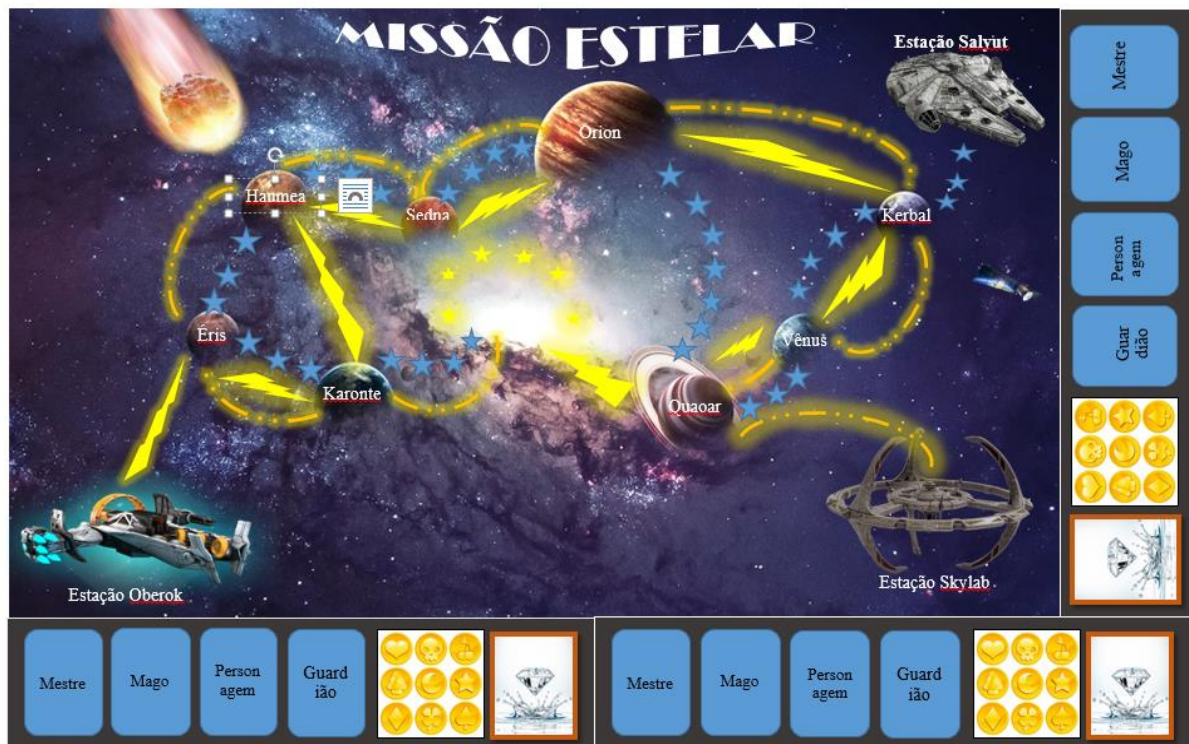 MISSÃO ESTELAR
Estação Salyut
Orion
Haumea
Sedna
Kerbal
Éris
Vênus
Karonte
Quaoar
Estação Oberok
Estação Skylab
Mestre
Mago
Person
agem
Guar
dião
Mestre
Mago
Person
agem
Guard
ião
Mestre
Mago
Person
agem
Guard
ião